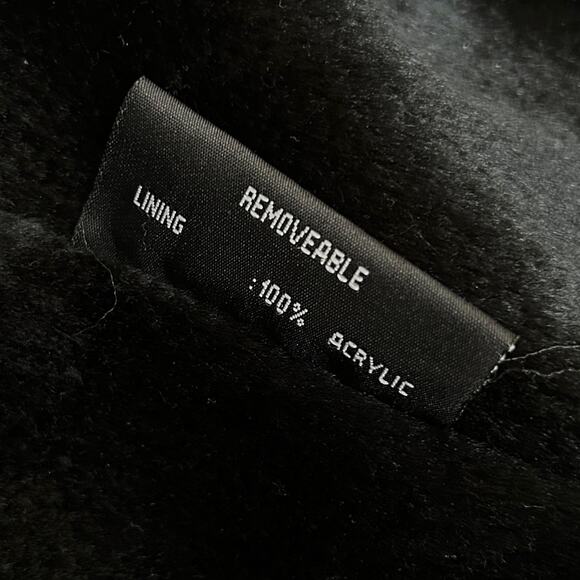 REMOVEABLE
LINING :100% ACRYLIC